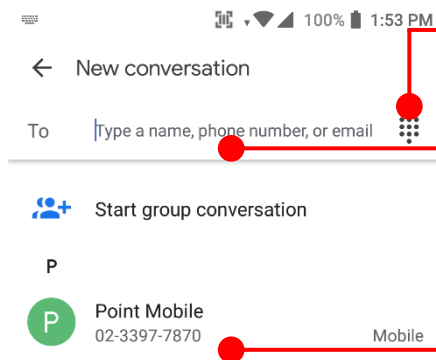 100% 1:53 PM
New conversation
To Type a name, phone number, or email
Start group conversation
P
P Point Mobile
02-3397-7870 Mobile